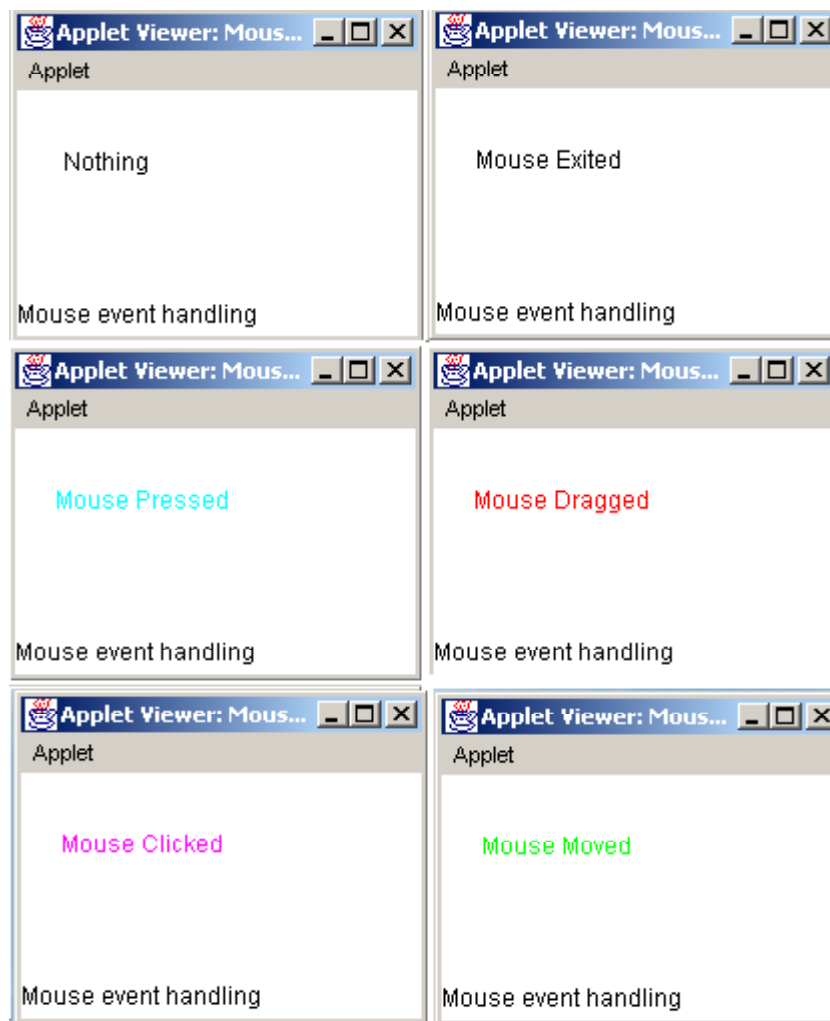 Applet Viewer: Mous...
Applet
Nothing
Mouse event handling
Applet Viewer: Mous...
Applet
Mouse Exited
Mouse event handling
Applet Viewer: Mous...
Applet
Mouse Pressed
Mouse event handling
Applet Viewer: Mous...
Applet
Mouse Dragged
Mouse event handling
Applet Viewer: Mous...
Applet
Mouse Clicked
Mouse event handling
Applet Viewer: Mous...
Applet
Mouse Moved
Mouse event handling